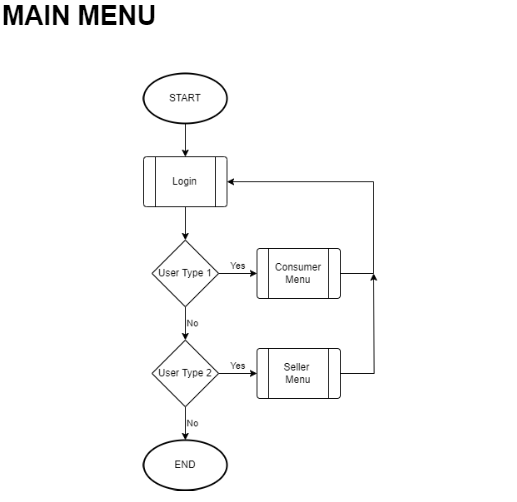 MAIN MENU
START
Login
User Type 1
Yes
Consumer
Menu
No
User Type 2
Yes
Seller
Menu
No
END